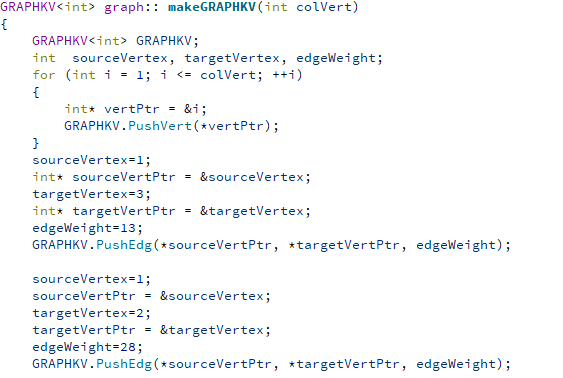 GRAPHKV<int> graph:: makeGRAPHKV(int colVert)
{
    GRAPHKV<int> GRAPHKV;
    int  sourceVertex, targetVertex, edgeWeight;
    for (int i = 1; i <= colVert; ++i)
    {
        int* vertPtr = &i;
        GRAPHKV.PushVert(*vertPtr);
    }
    sourceVertex=1;
    int* sourceVertPtr = &sourceVertex;
    targetVertex=3;
    int* targetVertPtr = &targetVertex;
    edgeWeight=13;
    GRAPHKV.PushEdg(*sourceVertPtr, *targetVertPtr, edgeWeight);

    sourceVertex=1;
    sourceVertPtr = &sourceVertex;
    targetVertex=2;
    targetVertPtr = &targetVertex;
    edgeWeight=28;
    GRAPHKV.PushEdg(*sourceVertPtr, *targetVertPtr, edgeWeight);